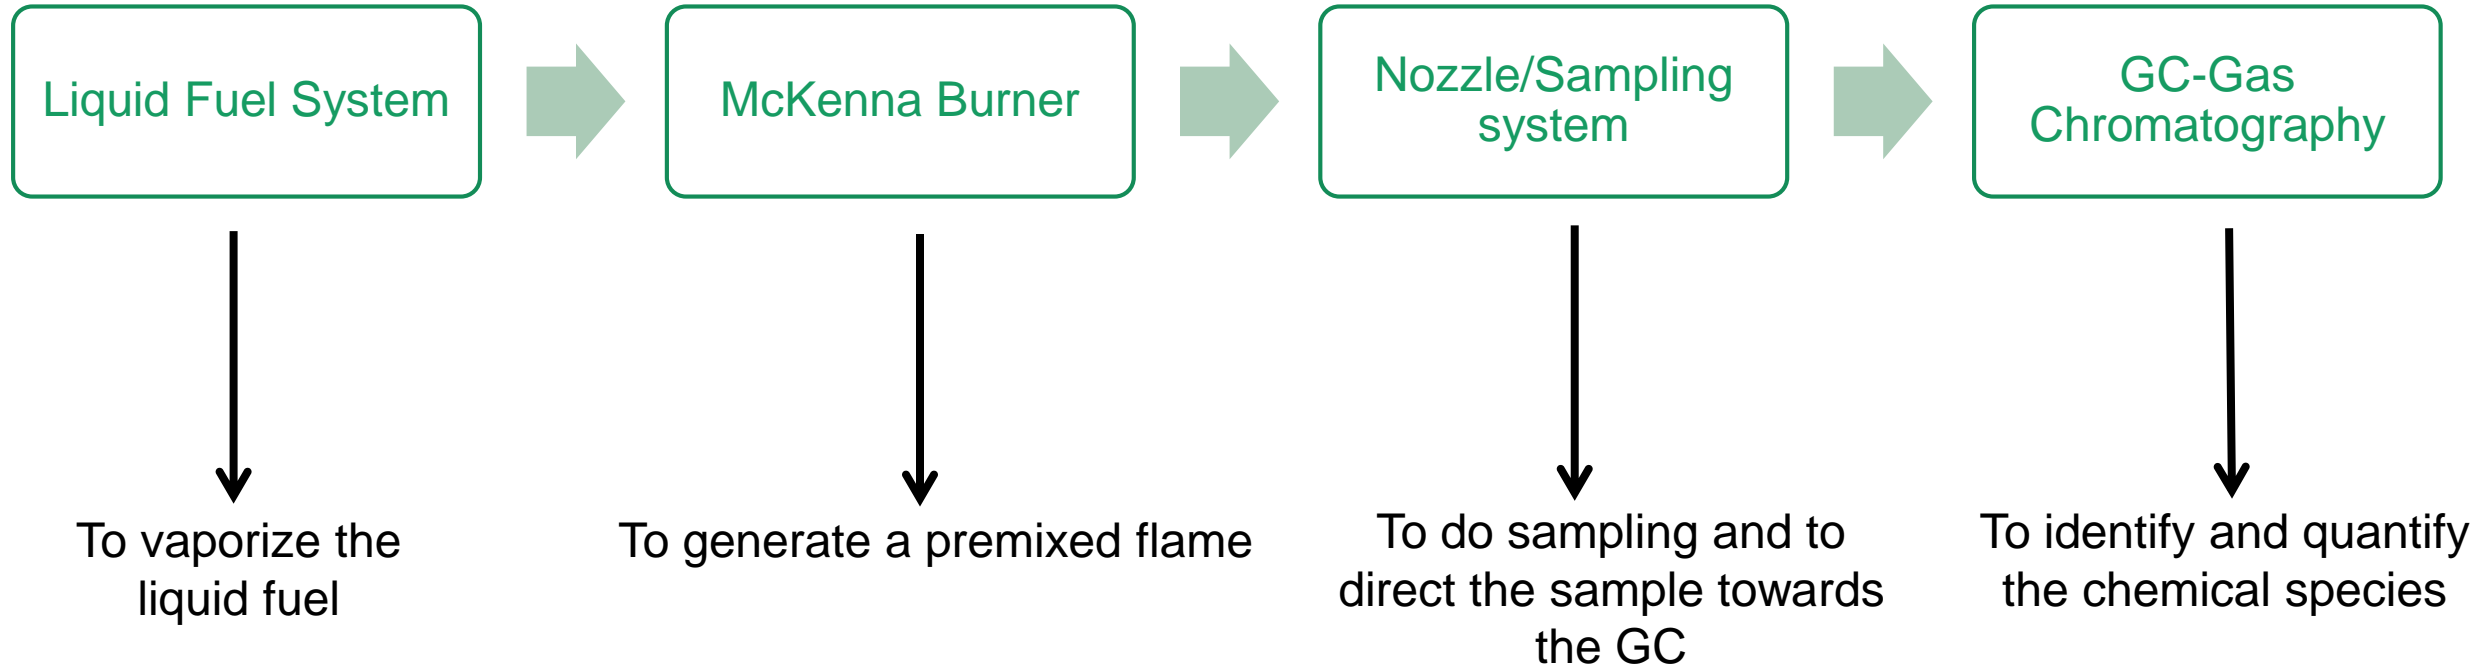 Liquid Fuel System
McKenna Burner
Nozzle/Sampling
system
GC-Gas
Chromatography
To vaporize the
liquid fuel
To generate a premixed flame
To do sampling and to
direct the sample towards
the GC
To identify and quantify
the chemical species